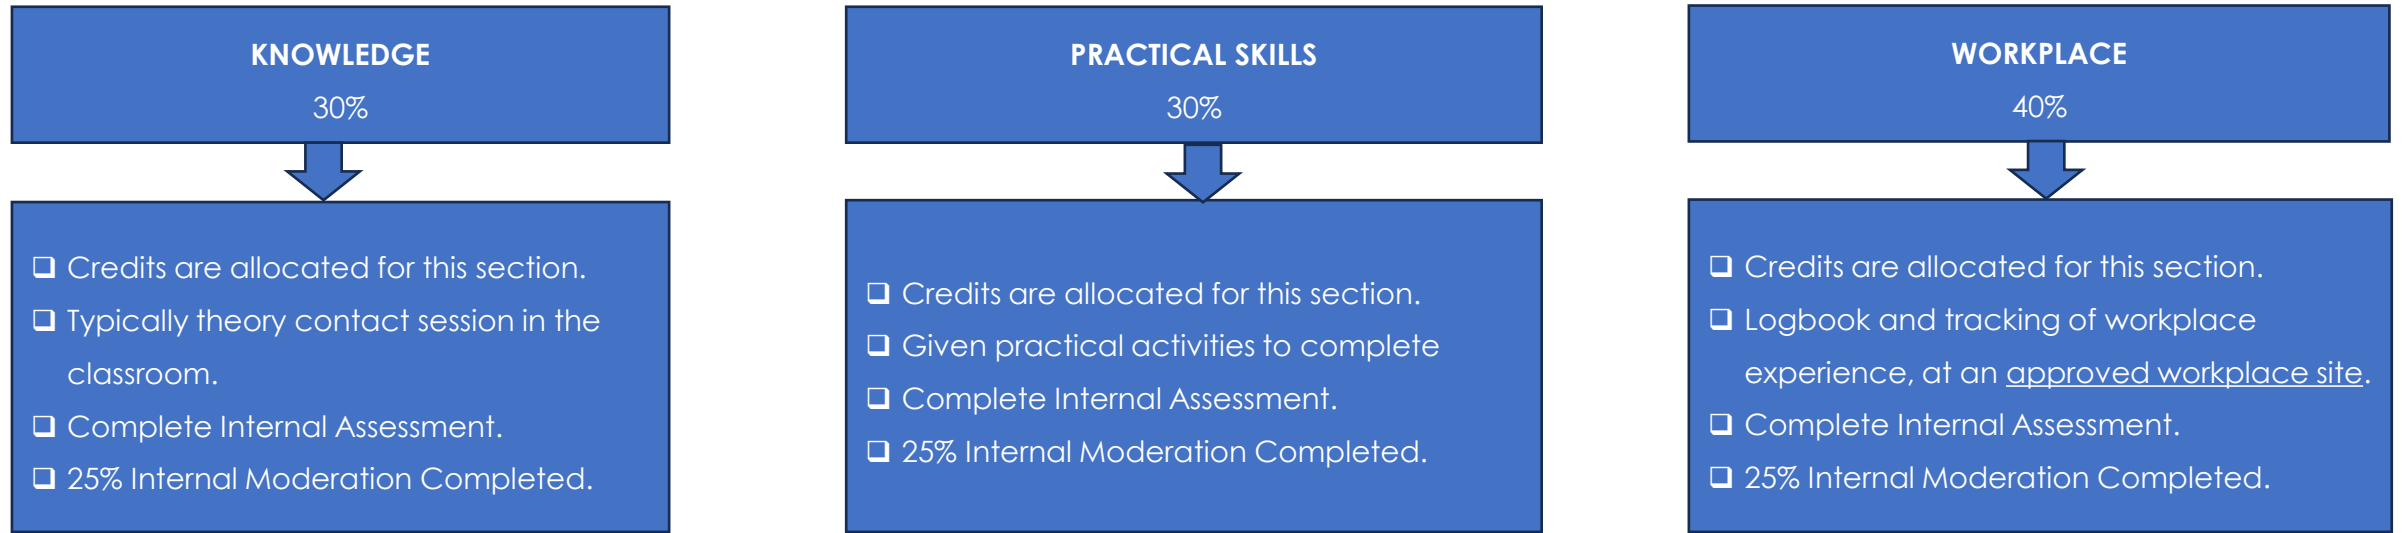 KNOWLEDGE
30%
❑ Credits are allocated for this section.
❑ Typically theory contact session in the
classroom.
❑ Complete Internal Assessment.
❑ 25% Internal Moderation Completed.
PRACTICAL SKILLS
30%
❑ Credits are allocated for this section.
❑ Given practical activities to complete
❑ Complete Internal Assessment.
❑ 25% Internal Moderation Completed.
WORKPLACE
40%
❑ Credits are allocated for this section.
❑ Logbook and tracking of workplace
experience, at an approved workplace site.
❑ Complete Internal Assessment.
❑ 25% Internal Moderation Completed.